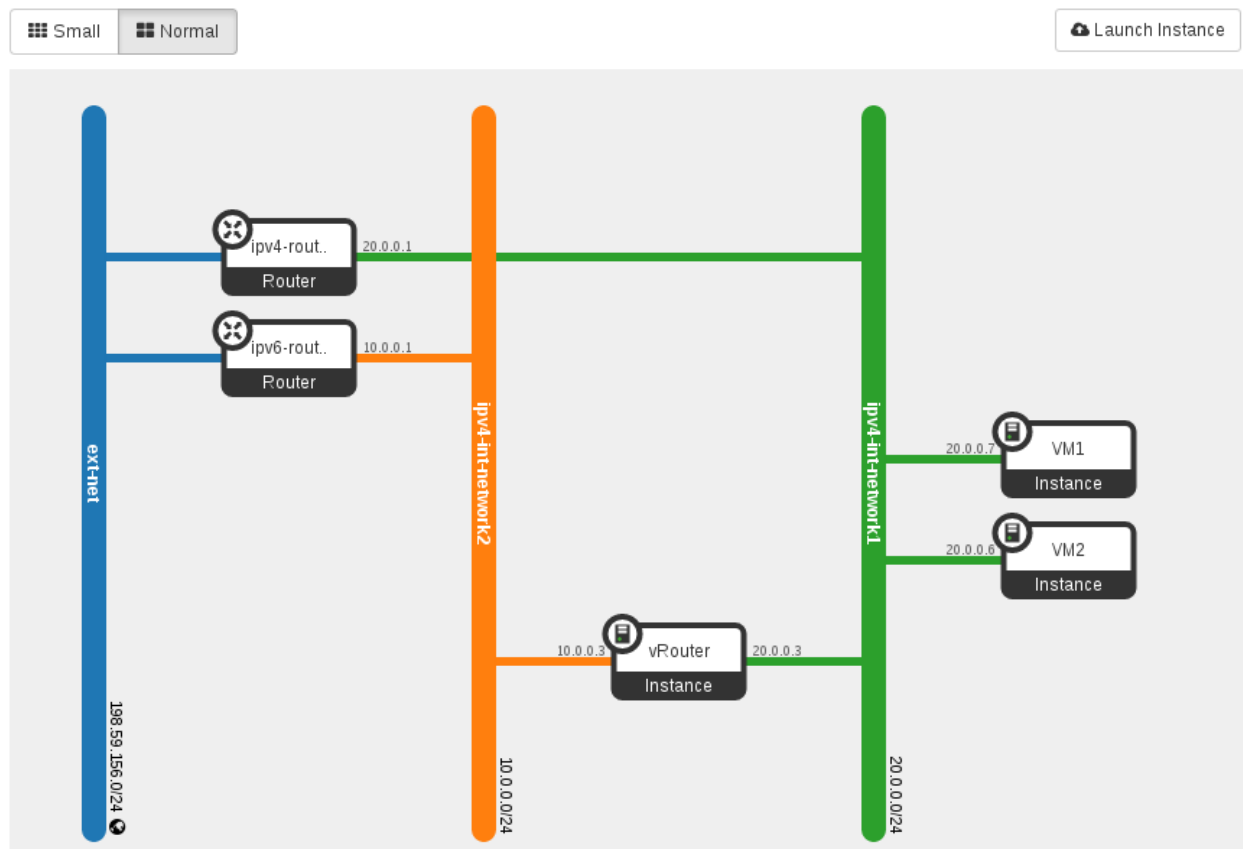 Small
Normal
Launch Instance
ipv4-rout..
Router
20.0.0.1
ipv6-rout..
Router
10.0.0.1
ext-net
198.59.156.0/24
ipv4-int-network2
10.0.0.0/24
ipv4-int-network1
20.0.0.0/24
20.0.0.7
VM1
Instance
20.0.0.6
VM2
Instance
10.0.0.3
vRouter
Instance
20.0.0.3